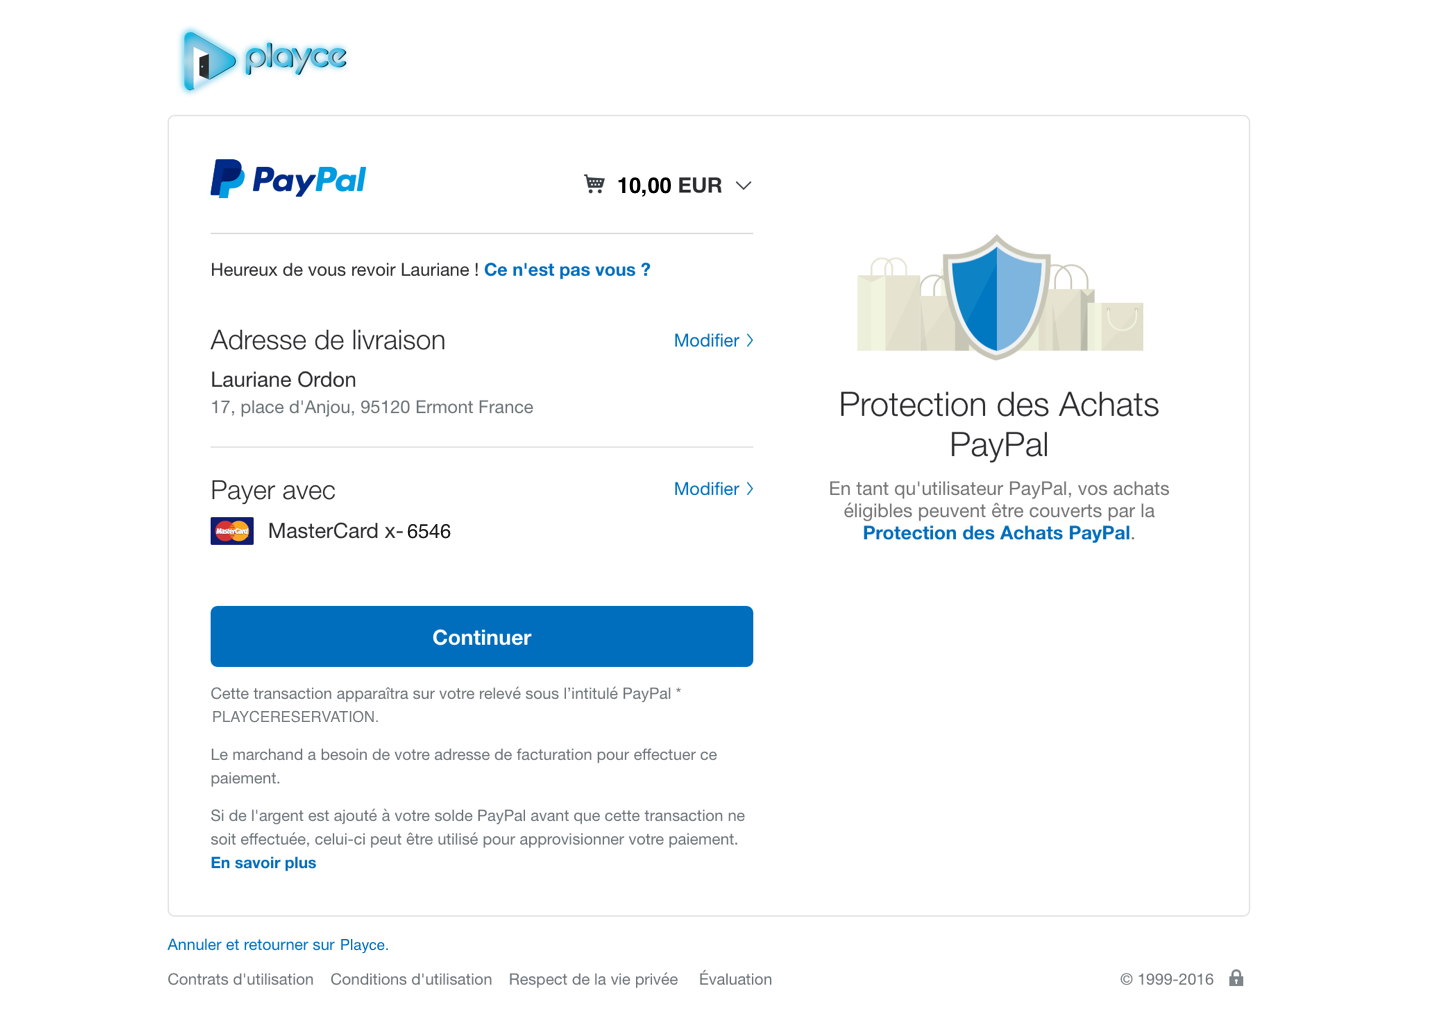 playce
PayPal
10,00 EUR
Heureux de vous revoir Lauriane ! Ce n'est pas vous ?
Adresse de livraison
Modifier
Lauriane Ordon
17, place d'Anjou, 95120 Ermont France
Payer avec
Modifier
MasterCard
MasterCard x- 6546
Continuer
Cette transaction apparaîtra sur votre relevé sous l’intitulé PayPal *
PLAYCERESERVATION.
Le marchand a besoin de votre adresse de facturation pour effectuer ce
paiement.
Si de l'argent est ajouté à votre solde PayPal avant que cette transaction ne
soit effectuée, celui-ci peut être utilisé pour approvisionner votre paiement.
En savoir plus
Protection des Achats
PayPal
En tant qu'utilisateur PayPal, vos achats
éligibles peuvent être couverts par la
Protection des Achats PayPal.
Annuler et retourner sur Playce.
Contrats d'utilisation Conditions d'utilisation Respect de la vie privée Évaluation
© 1999-2016